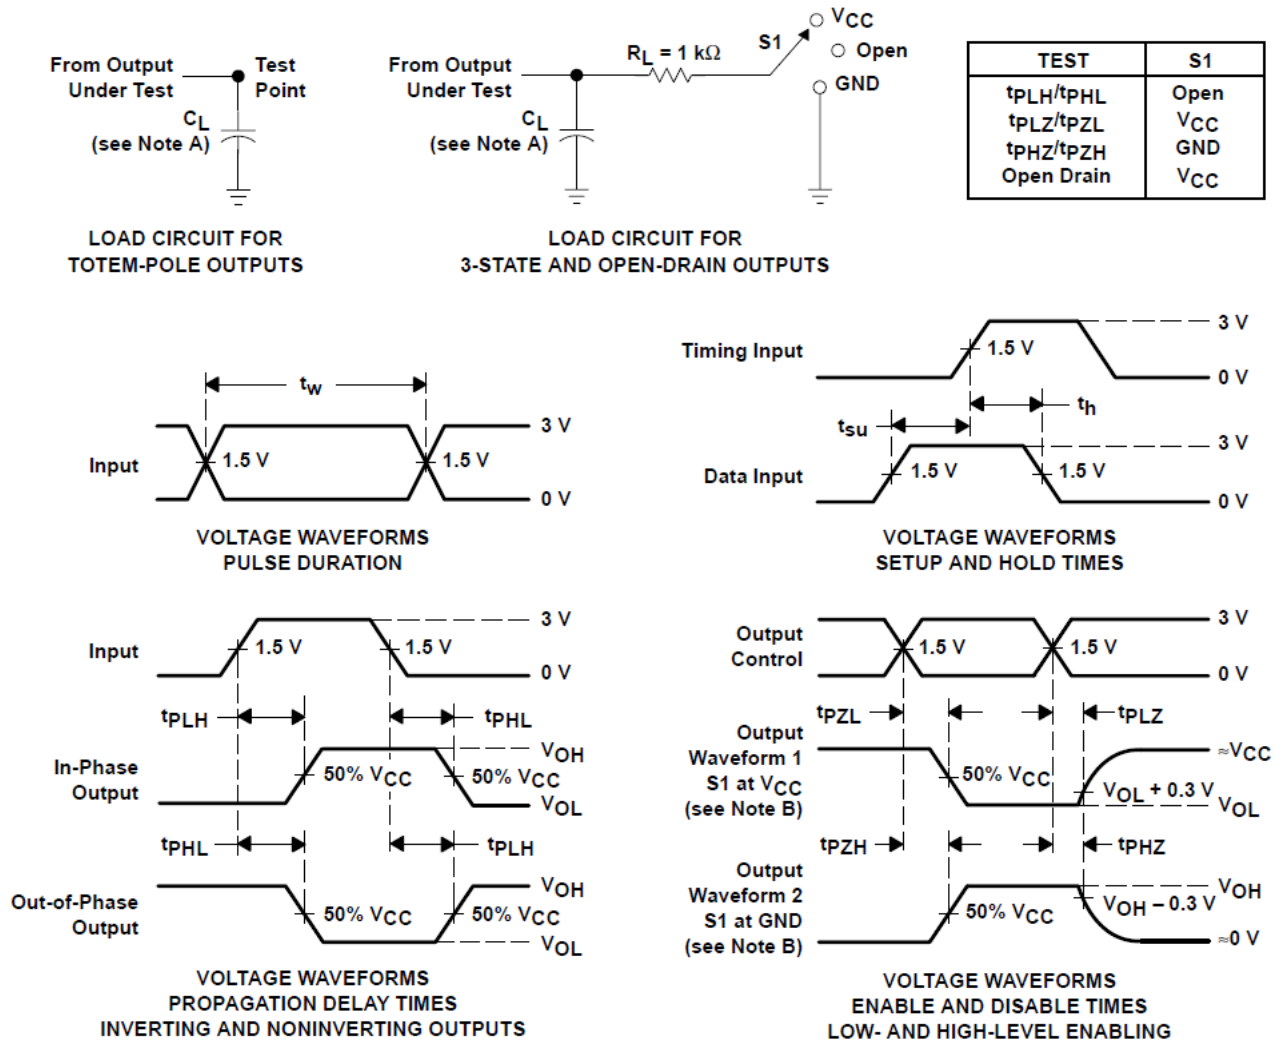 From Output
Under Test
Test
Point
CL
(see Note A)
LOAD CIRCUIT FOR
TOTEM-POLE OUTPUTS
From Output
Under Test
RL = 1 kΩ
S1
VCC
Open
GND
CL
(see Note A)
LOAD CIRCUIT FOR
3-STATE AND OPEN-DRAIN OUTPUTS
TEST S1
tPLH/tPHL Open
tPLZ/tPZL VCC
tPHZ/tPZH GND
Open Drain VCC
tw
Input
1.5 V 1.5 V
3 V
0 V
VOLTAGE WAVEFORMS
PULSE DURATION
Timing Input
1.5 V
3 V
0 V
tsu
th
Data Input
1.5 V 1.5 V
3 V
0 V
VOLTAGE WAVEFORMS
SETUP AND HOLD TIMES
Input
1.5 V 1.5 V
3 V
0 V
tPLH tPHL
In-Phase
Output
50% VCC 50% VCC
VOH
VOL
tPHL tPLH
Out-of-Phase
Output
50% VCC 50% VCC
VOH
VOL
VOLTAGE WAVEFORMS
PROPAGATION DELAY TIMES
INVERTING AND NONINVERTING OUTPUTS
Output
Control
1.5 V 1.5 V
3 V
0 V
tPZL tPLZ
Output
Waveform 1
S1 at VCC
(see Note B)
50% VCC
VOL + 0.3 V
≈VCC
VOL
tPZH tPHZ
Output
Waveform 2
S1 at GND
(see Note B)
50% VCC
VOH − 0.3 V
VOH
≈0 V
VOLTAGE WAVEFORMS
ENABLE AND DISABLE TIMES
LOW- AND HIGH-LEVEL ENABLING